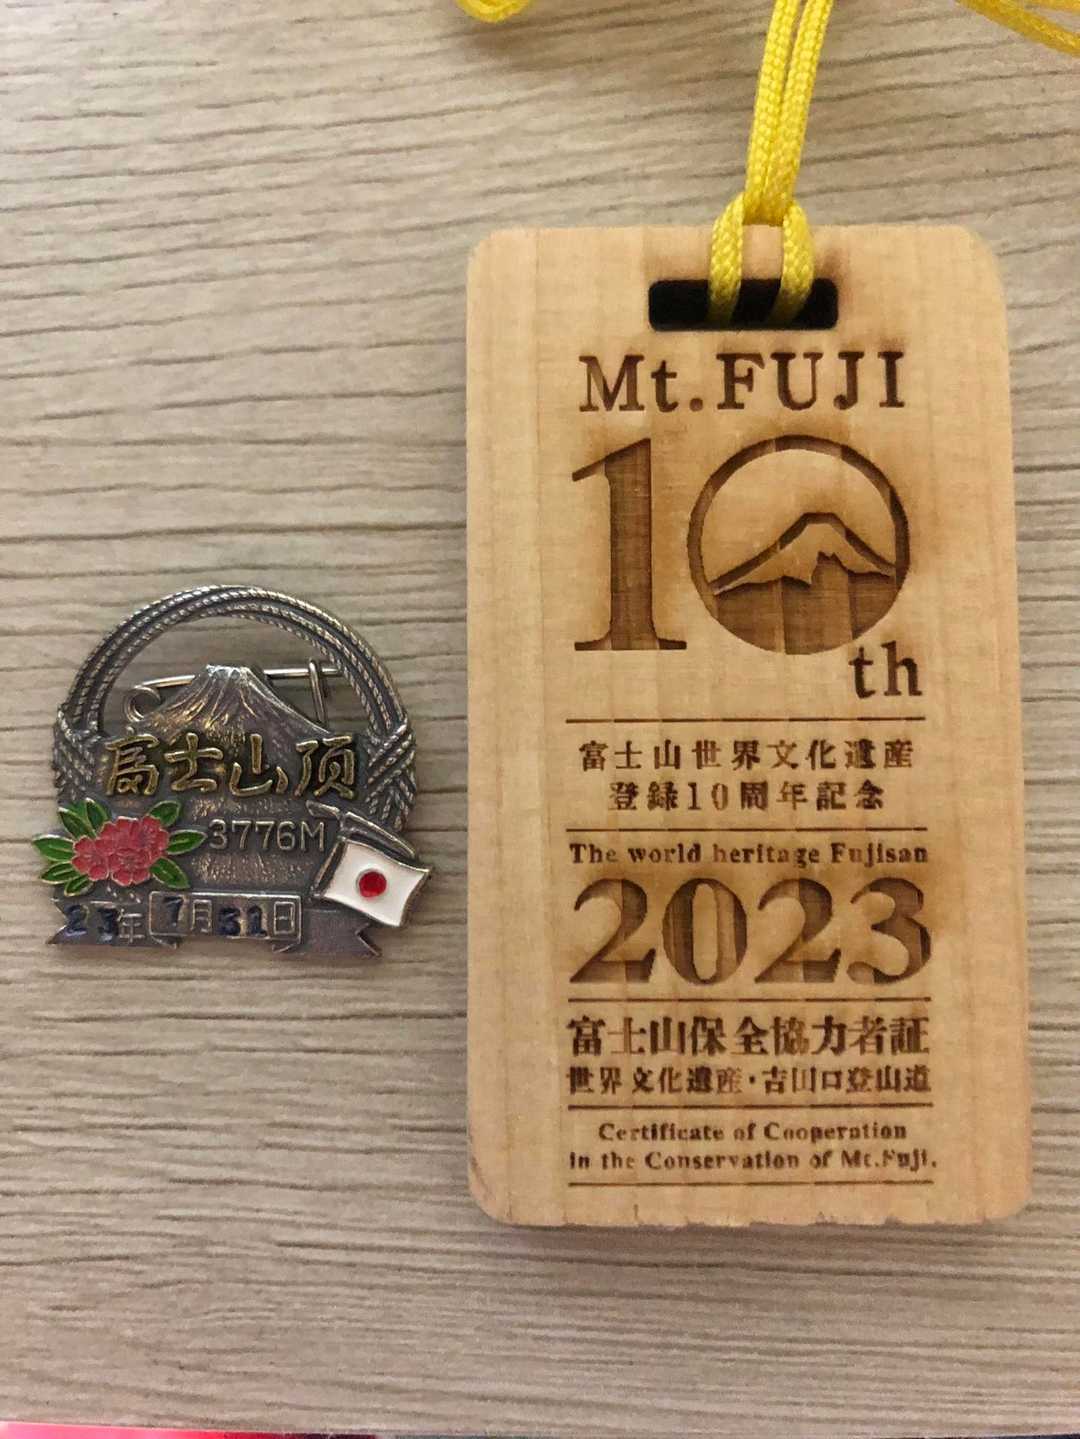 富士山頂
3776M
23年7月31日
Mt.FUJI
10th
富士山世界文化遺産
登録10周年記念
The world heritage Fujisan
2023
富士山保全協力者証
世界文化遺産・吉田口登山道
Certificate of Cooperation
in the Conservation of Mt.Fuji.